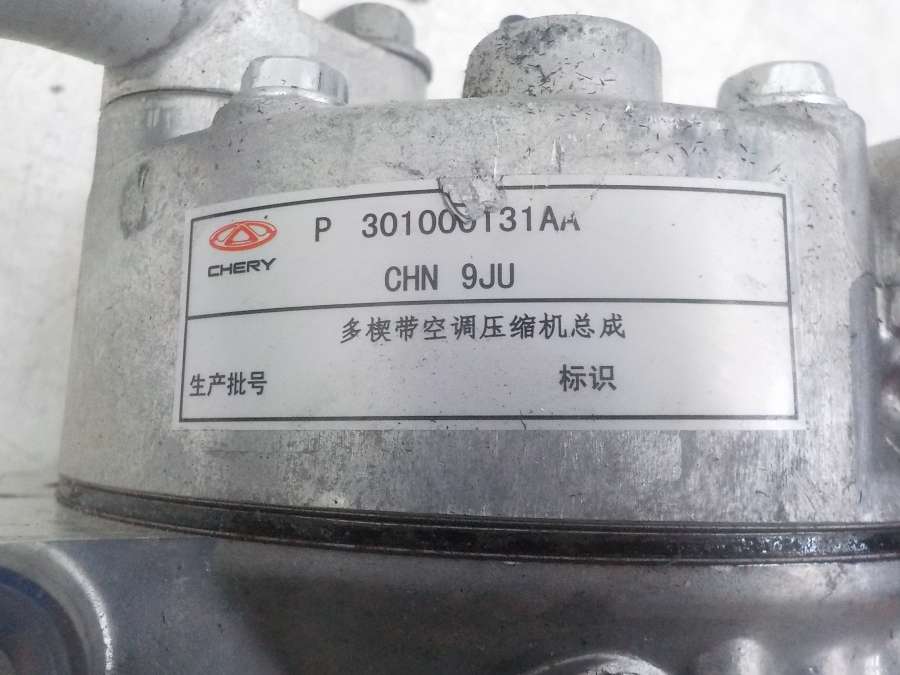 P 301000131AA
CHERY
CHN 9JU
多楔带空调压缩机总成
生产批号 标识